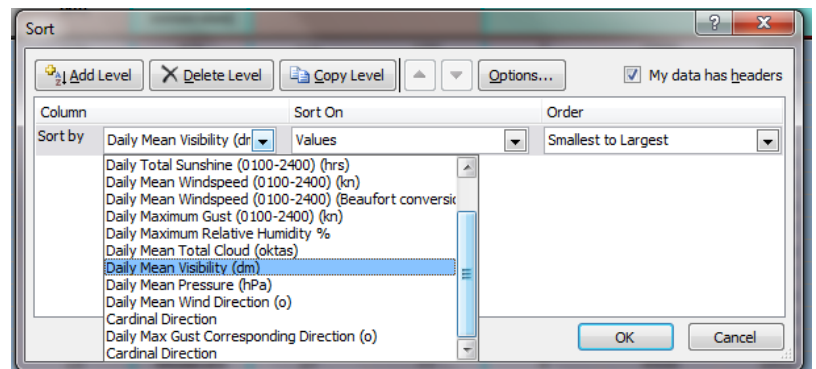 Sort
Add Level Delete Level Copy Level Options... My data has headers
Column Sort On Order
Sort by Daily Mean Visibility (dr Values Smallest to Largest
Daily Total Sunshine (0100-2400) (hrs)
Daily Mean Windspeed (0100-2400) (kn)
Daily Mean Windspeed (0100-2400) (Beaufort conversio
Daily Maximum Gust (0100-2400) (kn)
Daily Maximum Relative Humidity %
Daily Mean Total Cloud (oktas)
Daily Mean Visibility (dm)
Daily Mean Pressure (hPa)
Daily Mean Wind Direction (o)
Cardinal Direction
Daily Max Gust Corresponding Direction (o)
Cardinal Direction
OK Cancel